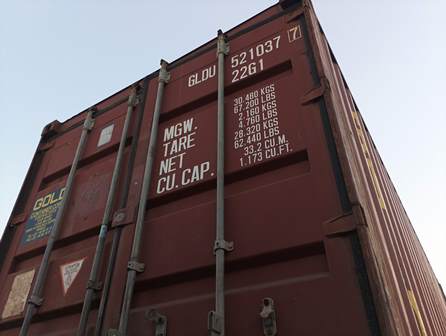 GLDU 521037 7
22G1
MGW. 30 480 KGS
67.200 LBS
TARE 2.160 KGS
4.760 LBS
NET 28.320 KGS
62.440 LBS
CU.CAP. 33.2 CU.M.
1.173 CU.FT.
GOLD